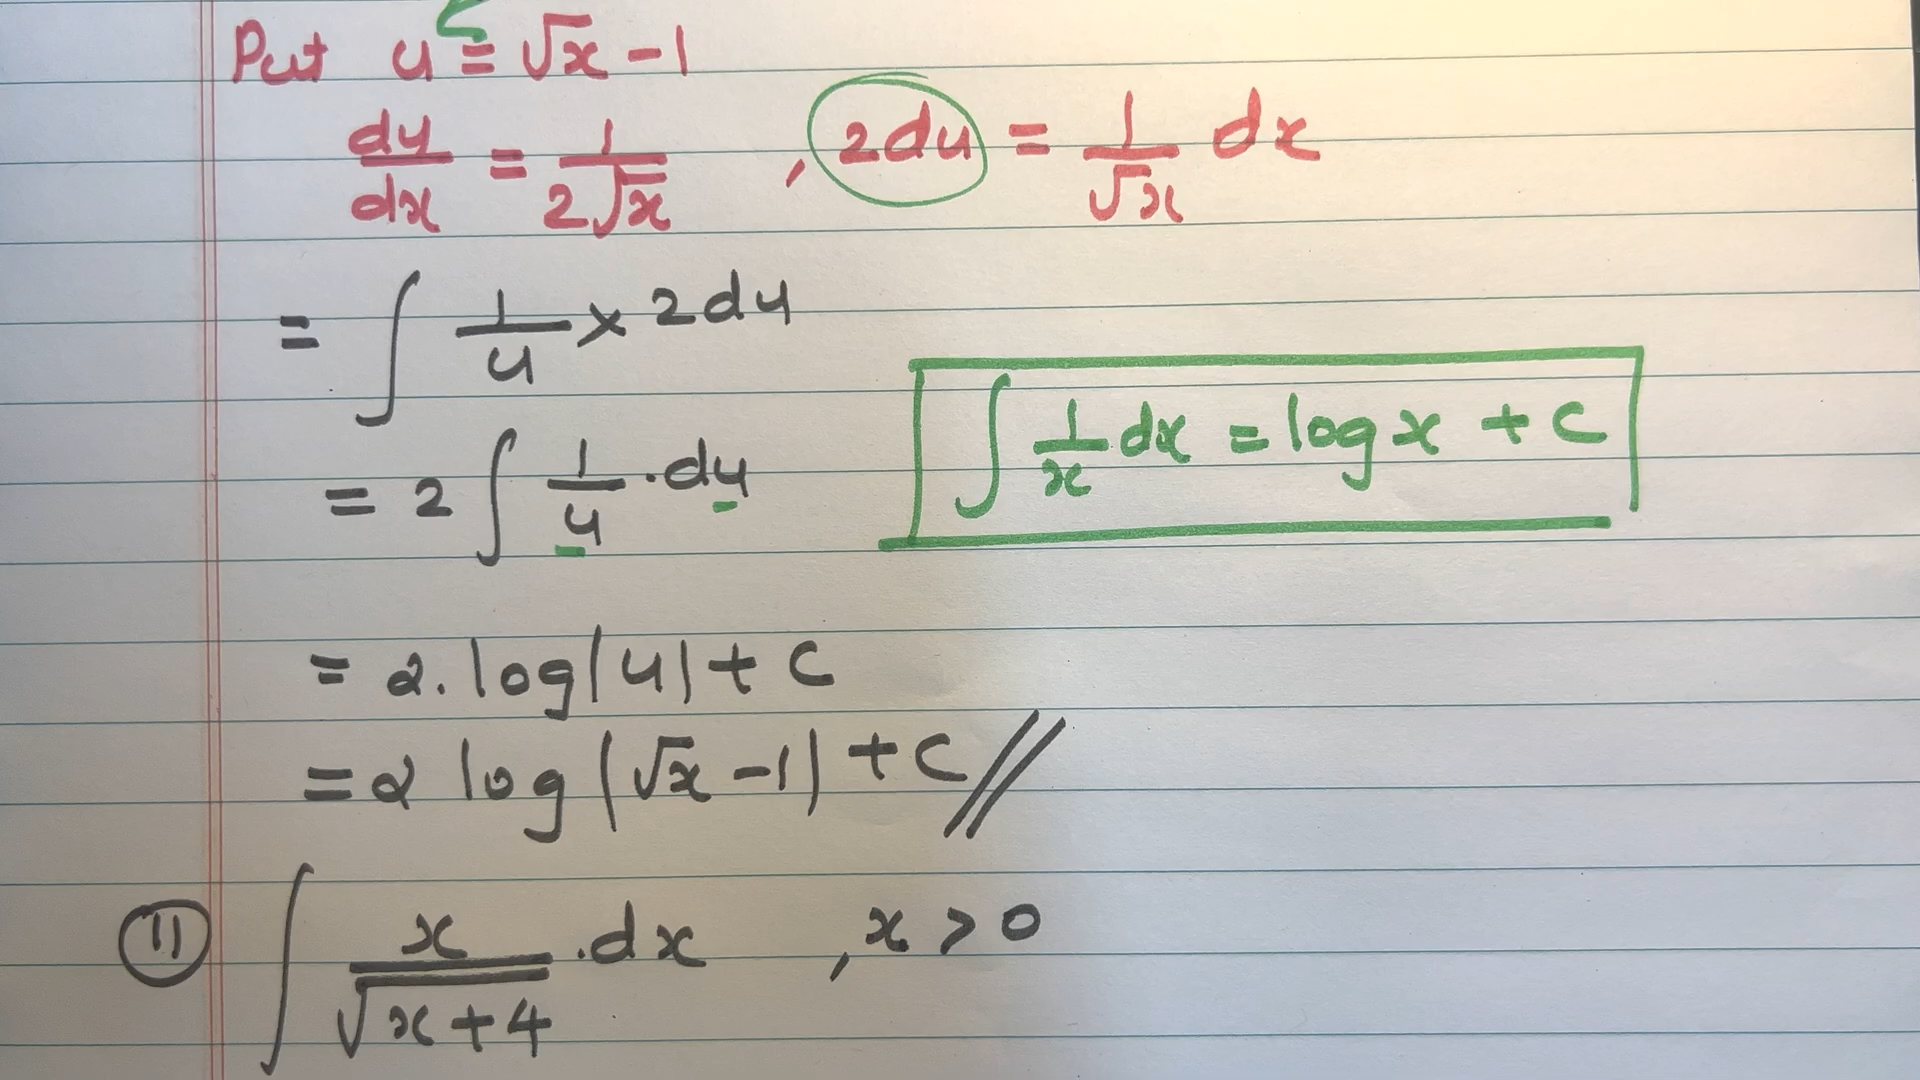 Put u = √x - 1
du/dx = 1/2√x , 2du = 1/√x dx
= ∫ 1/u × 2du
∫ 1/x dx = log x + c
= 2 ∫ 1/u . du
= 2. log|u| + c
= 2 log |√x - 1| + c //
11 ∫ x/√x+4 .dx , x > 0